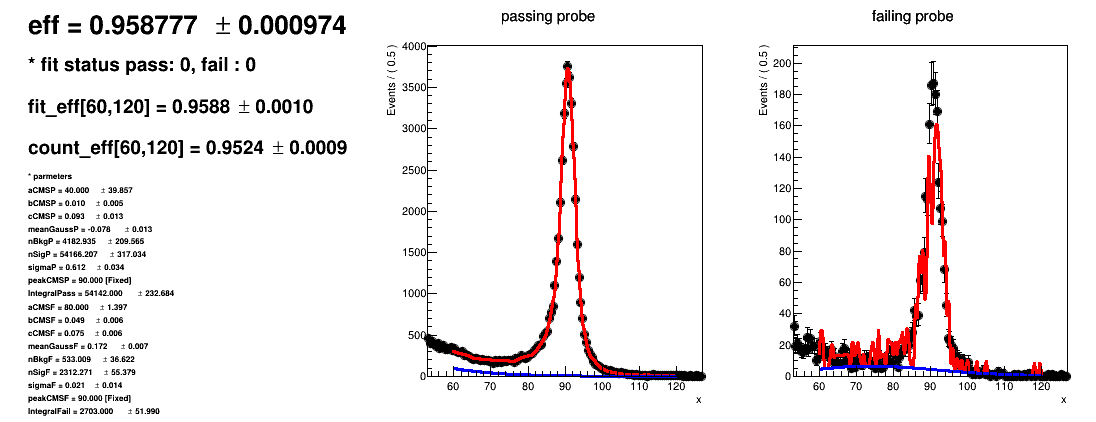 eff = 0.958777 ± 0.000974
* fit status pass: 0, fail : 0
fit_eff[60,120] = 0.9588 ± 0.0010
count_eff[60,120] = 0.9524 ± 0.0009
* parmeters
aCMSP = 40.000 ± 39.857
bCMSP = 0.010 ± 0.005
cCMSP = 0.093 ± 0.013
meanGaussP = -0.078 ± 0.013
nBkgP = 4182.935 ± 209.565
nSigP = 54166.207 ± 317.034
sigmaP = 0.612 ± 0.034
peakCMSP = 90.000 [Fixed]
IntegralPass = 54142.000 ± 232.684
aCMSF = 80.000 ± 1.397
bCMSF = 0.049 ± 0.006
cCMSF = 0.075 ± 0.006
meanGaussF = 0.172 ± 0.007
nBkgF = 533.009 ± 36.622
nSigF = 2312.271 ± 55.379
sigmaF = 0.021 ± 0.014
peakCMSF = 90.000 [Fixed]
IntegralFail = 2703.000 ± 51.990
passing probe
Events / ( 0.5 )
4000
3500
3000
2500
2000
1500
1000
500
0
60 70 80 90 100 110 120
x
failing probe
Events / ( 0.5 )
200
180
160
140
120
100
80
60
40
20
0
60 70 80 90 100 110 120
x